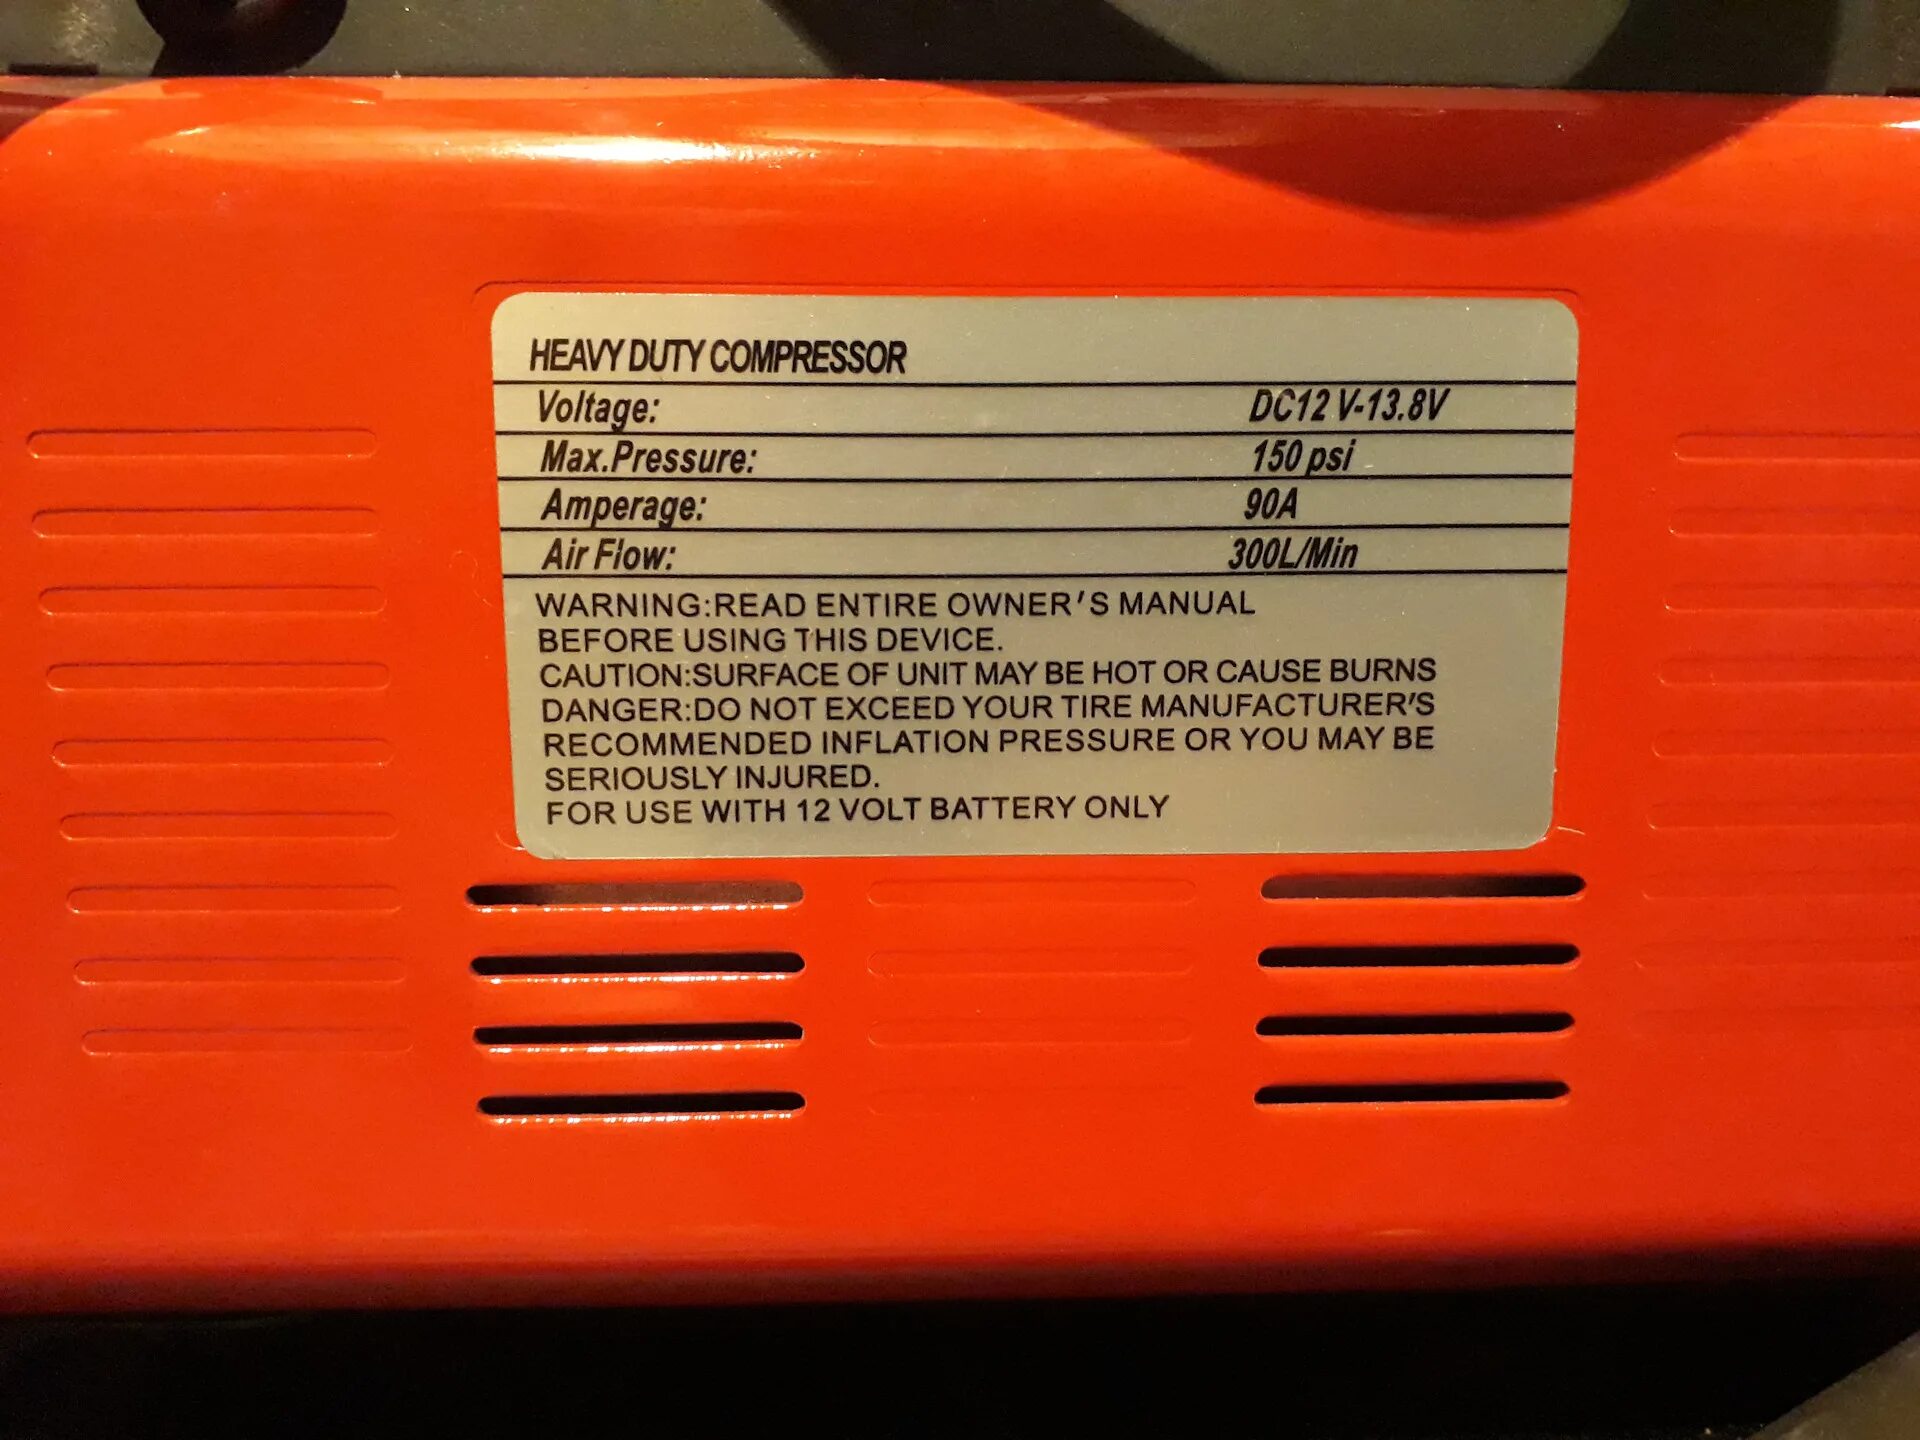 HEAVY DUTY COMPRESSOR
Voltage: DC12 V-13.8V
Max.Pressure: 150 psi
Amperage: 90A
Air Flow: 300L/Min
WARNING:READ ENTIRE OWNER'S MANUAL
BEFORE USING THIS DEVICE.
CAUTION:SURFACE OF UNIT MAY BE HOT OR CAUSE BURNS
DANGER:DO NOT EXCEED YOUR TIRE MANUFACTURER'S
RECOMMENDED INFLATION PRESSURE OR YOU MAY BE
SERIOUSLY INJURED.
FOR USE WITH 12 VOLT BATTERY ONLY